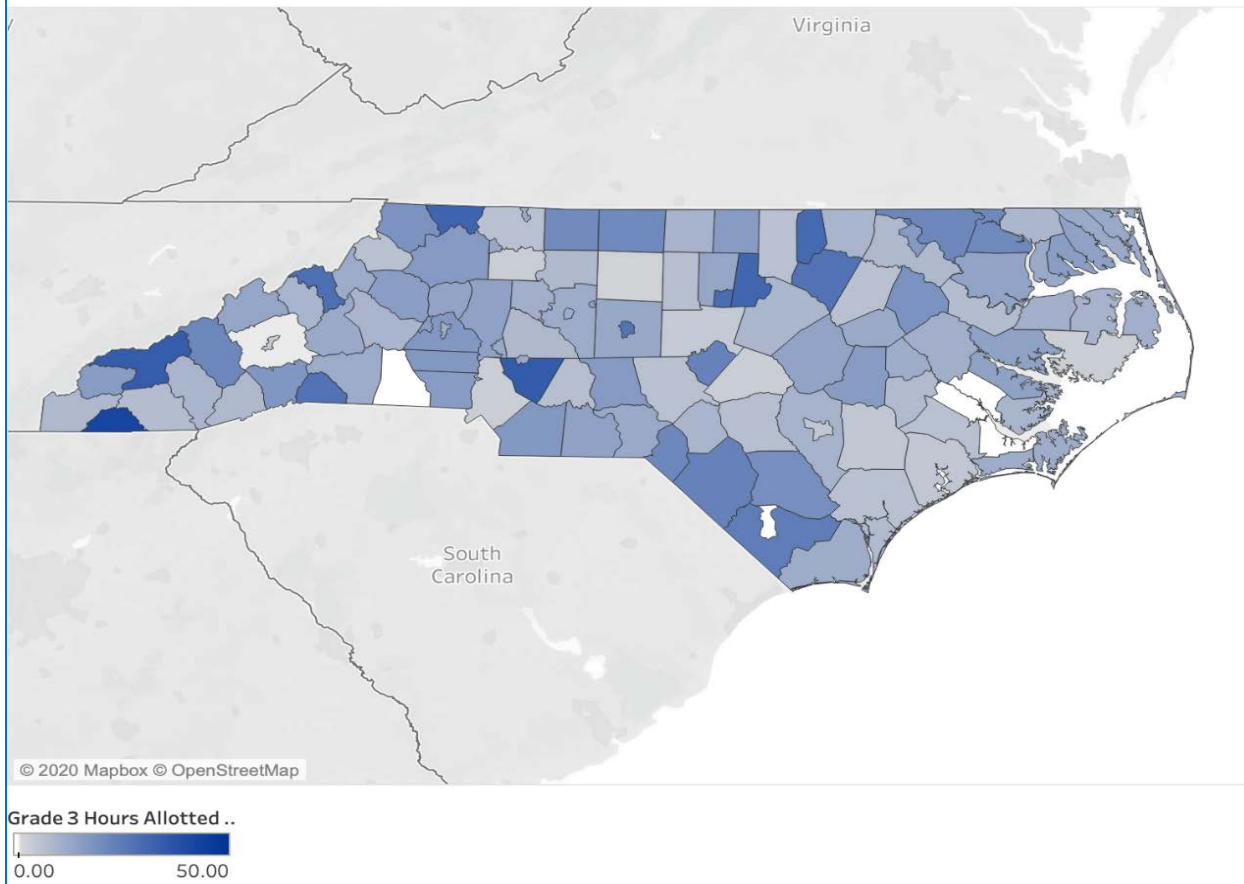 Virginia
South
Carolina
© 2020 Mapbox © OpenStreetMap
Grade 3 Hours Allotted ..
0.00 50.00